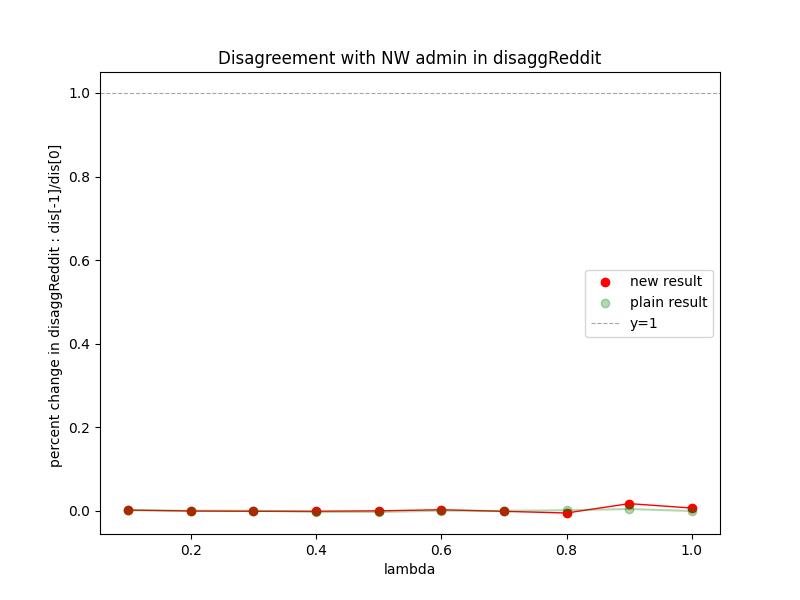 Disagreement with NW admin in disaggReddit
percent change in disaggReddit : dis[-1]/dis[0]
1.0
0.8
0.6
0.4
0.2
0.0
new result
plain result
y=1
0.2
0.4
0.6
0.8
1.0
lambda